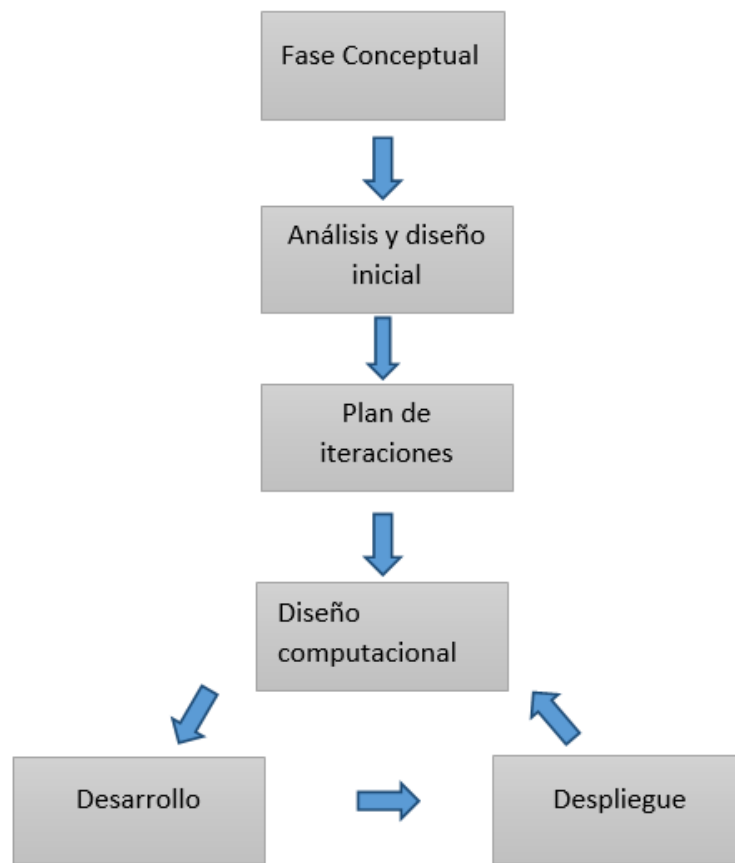 Fase Conceptual
Análisis y diseño
inicial
Plan de
iteraciones
Diseño
computacional
Desarrollo
Despliegue